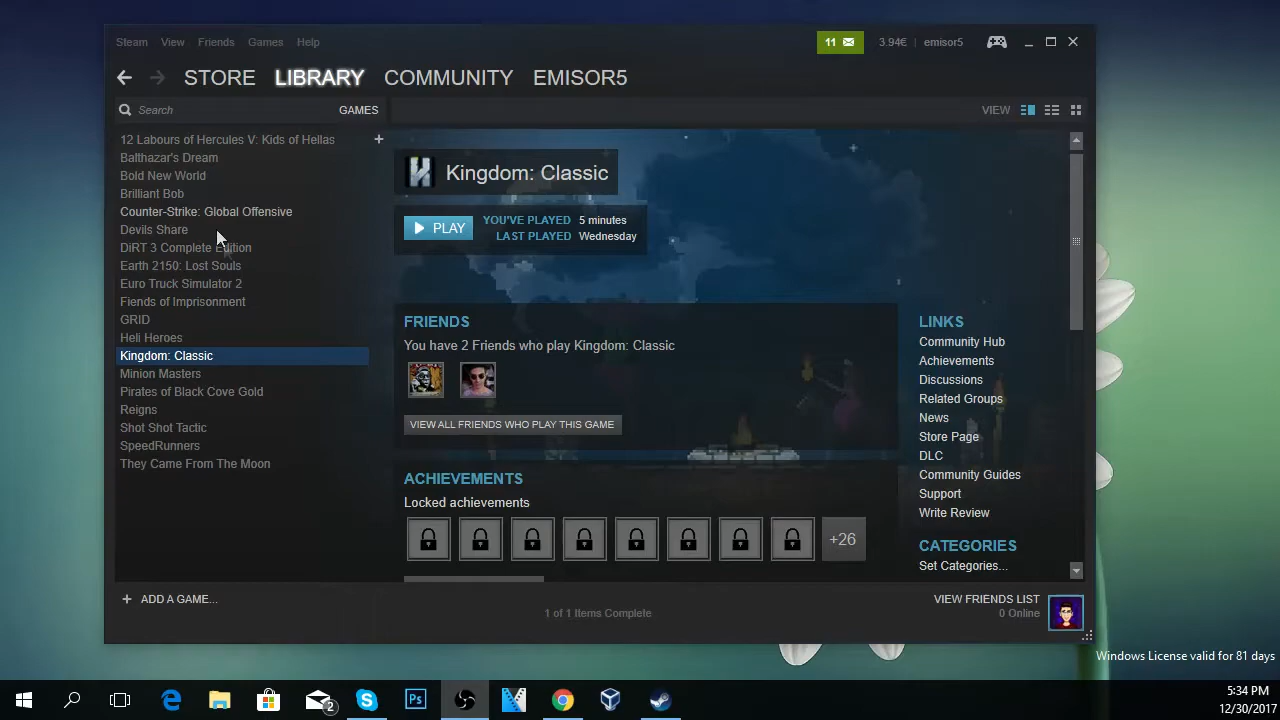 Steam View Friends Games Help
11 3.94€ emisor5
STORE LIBRARY COMMUNITY EMISOR5
Search GAMES VIEW
12 Labours of Hercules V: Kids of Hellas
Balthazar's Dream
Bold New World
Brilliant Bob
Counter-Strike: Global Offensive
Devils Share
DiRT 3 Complete Edition
Earth 2150: Lost Souls
Euro Truck Simulator 2
Fiends of Imprisonment
GRID
Heli Heroes
Kingdom: Classic
Minion Masters
Pirates of Black Cove Gold
Reigns
Shot Shot Tactic
SpeedRunners
They Came From The Moon
+ ADD A GAME...
Kingdom: Classic
PLAY
YOU'VE PLAYED 5 minutes
LAST PLAYED Wednesday
FRIENDS
You have 2 Friends who play Kingdom: Classic
VIEW ALL FRIENDS WHO PLAY THIS GAME
ACHIEVEMENTS
Locked achievements
+26
LINKS
Community Hub
Achievements
Discussions
Related Groups
News
Store Page
DLC
Community Guides
Support
Write Review
CATEGORIES
Set Categories...
1 of 1 Items Complete
VIEW FRIENDS LIST
0 Online
Windows License valid for 81 days
2
Ps
5:34 PM
12/30/2017